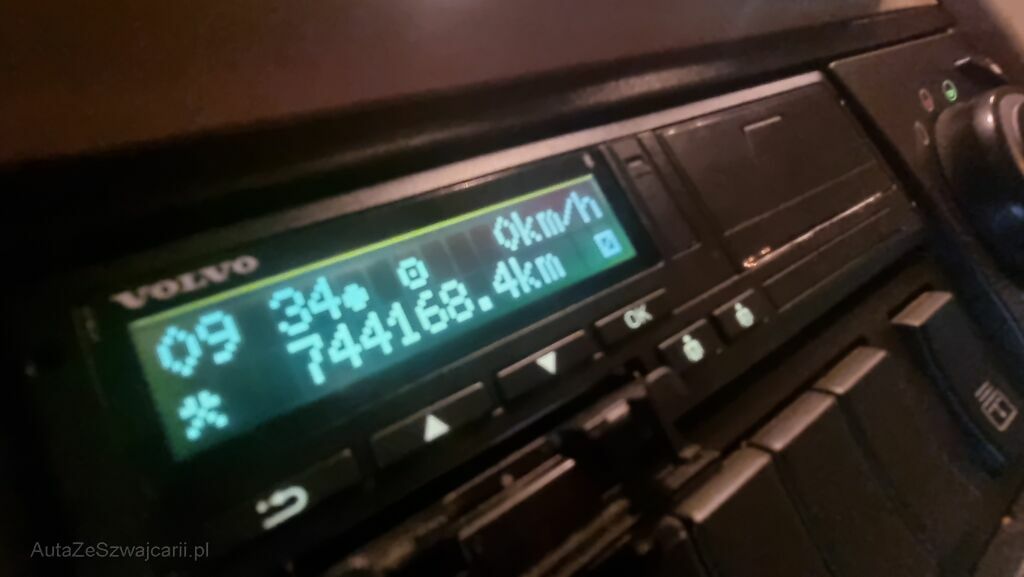 VOLVO
09 34 0km/h
744168.4km
OK
AutaZeSzwajcarii.pl